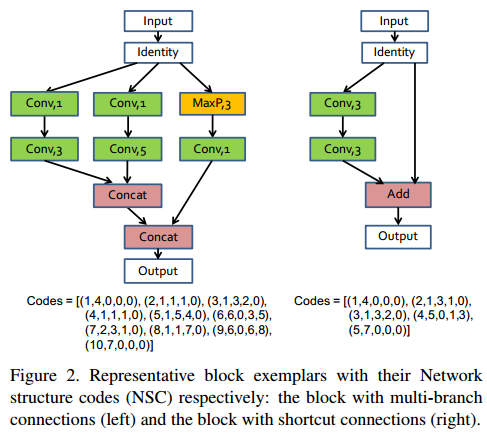 Input
Identity
Conv,1 Conv,1 MaxP,3
Conv,3 Conv,5 Conv,1
Concat
Concat
Output
Codes = [(1,4,0,0,0), (2,1,1,1,0), (3,1,3,2,0),
(4,1,1,1,0), (5,1,5,4,0), (6,6,0,3,5),
(7,2,3,1,0), (8,1,1,7,0), (9,6,0,6,8),
(10,7,0,0,0)]
Input
Identity
Conv,3
Conv,3
Add
Output
Codes = [(1,4,0,0,0), (2,1,3,1,0),
(3,1,3,2,0), (4,5,0,1,3),
(5,7,0,0,0)]
Figure 2. Representative block exemplars with their Network
structure codes (NSC) respectively: the block with multi-branch
connections (left) and the block with shortcut connections (right).